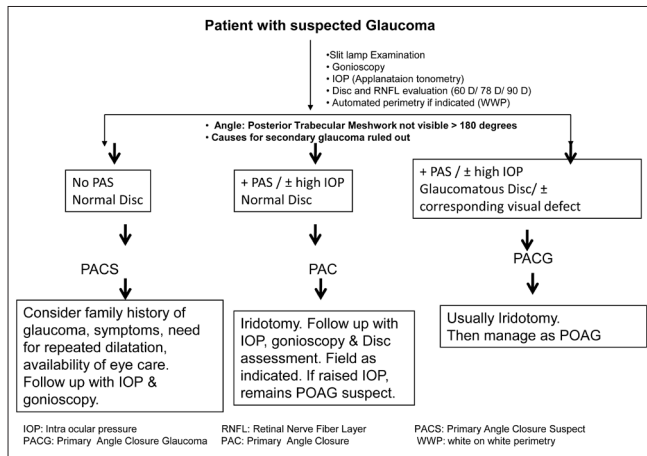 Patient with suspected Glaucoma
•Slit lamp Examination
• Gonioscopy
• IOP (Applanataion tonometry)
• Disc and RNFL evaluation (60 D/ 78 D/ 90 D)
• Automated perimetry if indicated (WWP)
• Angle: Posterior Trabecular Meshwork not visible > 180 degrees
• Causes for secondary glaucoma ruled out
No PAS
Normal Disc
+ PAS / ± high IOP
Normal Disc
+ PAS / ± high IOP
Glaucomatous Disc/ ±
corresponding visual defect
PACS
PAC
PACG
Consider family history of
glaucoma, symptoms, need
for repeated dilatation,
availability of eye care.
Follow up with IOP &
gonioscopy.
Iridotomy. Follow up with
IOP, gonioscopy & Disc
assessment. Field as
indicated. If raised IOP,
remains POAG suspect.
Usually Iridotomy.
Then manage as POAG
IOP: Intra ocular pressure
RNFL: Retinal Nerve Fiber Layer
PACS: Primary Angle Closure Suspect
PACG: Primary Angle Closure Glaucoma
PAC: Primary Angle Closure
WWP: white on white perimetry